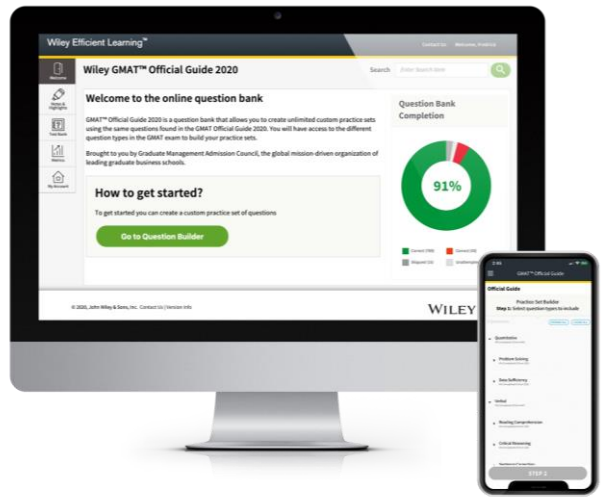 Wiley Efficient Learning™
Contact Us Welcome,
Wiley GMAT™ Official Guide 2020
Search Enter Search Here
Welcome
Notes & Highlights
Test Bank
Metrics
My Account
Welcome to the online question bank
GMAT™ Official Guide 2020 is a question bank that allows you to create unlimited custom practice sets
using the same questions found in the GMAT Official Guide 2020. You will have access to the different
question types in the GMAT exam to build your practice sets.
Brought to you by Graduate Management Admission Council, the global mission-driven organization of
leading graduate business schools.
How to get started?
To get started you can create a custom practice set of questions
Go to Question Builder
Question Bank
Completion
91%
© 2020, John Wiley & Sons, Inc. Contact Us | Version Info
WILEY
GMAT™ Official Guide
Official Guide
Practice Set Builder
Step 1: Select question types to include
Quantitative
Problem Solving
Data Sufficiency
Verbal
Reading Comprehension
Critical Reasoning
Sentence Correction
STEP 2